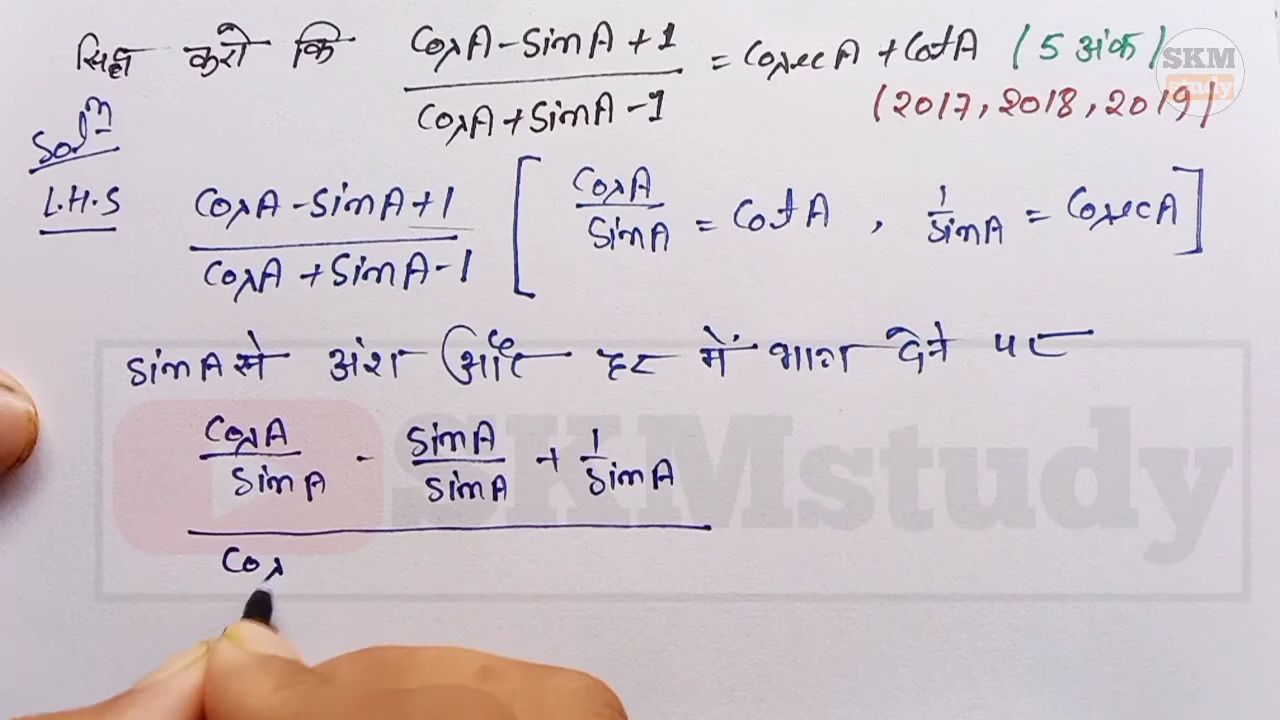 सिद्ध करो कि (cosA - sinA + 1)/(cosA + sinA - 1) = cosecA + cotA (5 अंक)
(2017, 2018, 2019)
SKM
study
Solⁿ
L.H.S (cosA - sinA + 1)/(cosA + sinA - 1) [cosA/sinA = cotA , 1/sinA = cosecA]
sinA से अंश और हर में भाग देने पर
cosA/sinA - sinA/sinA + 1/sinA
cos
SKMstudy